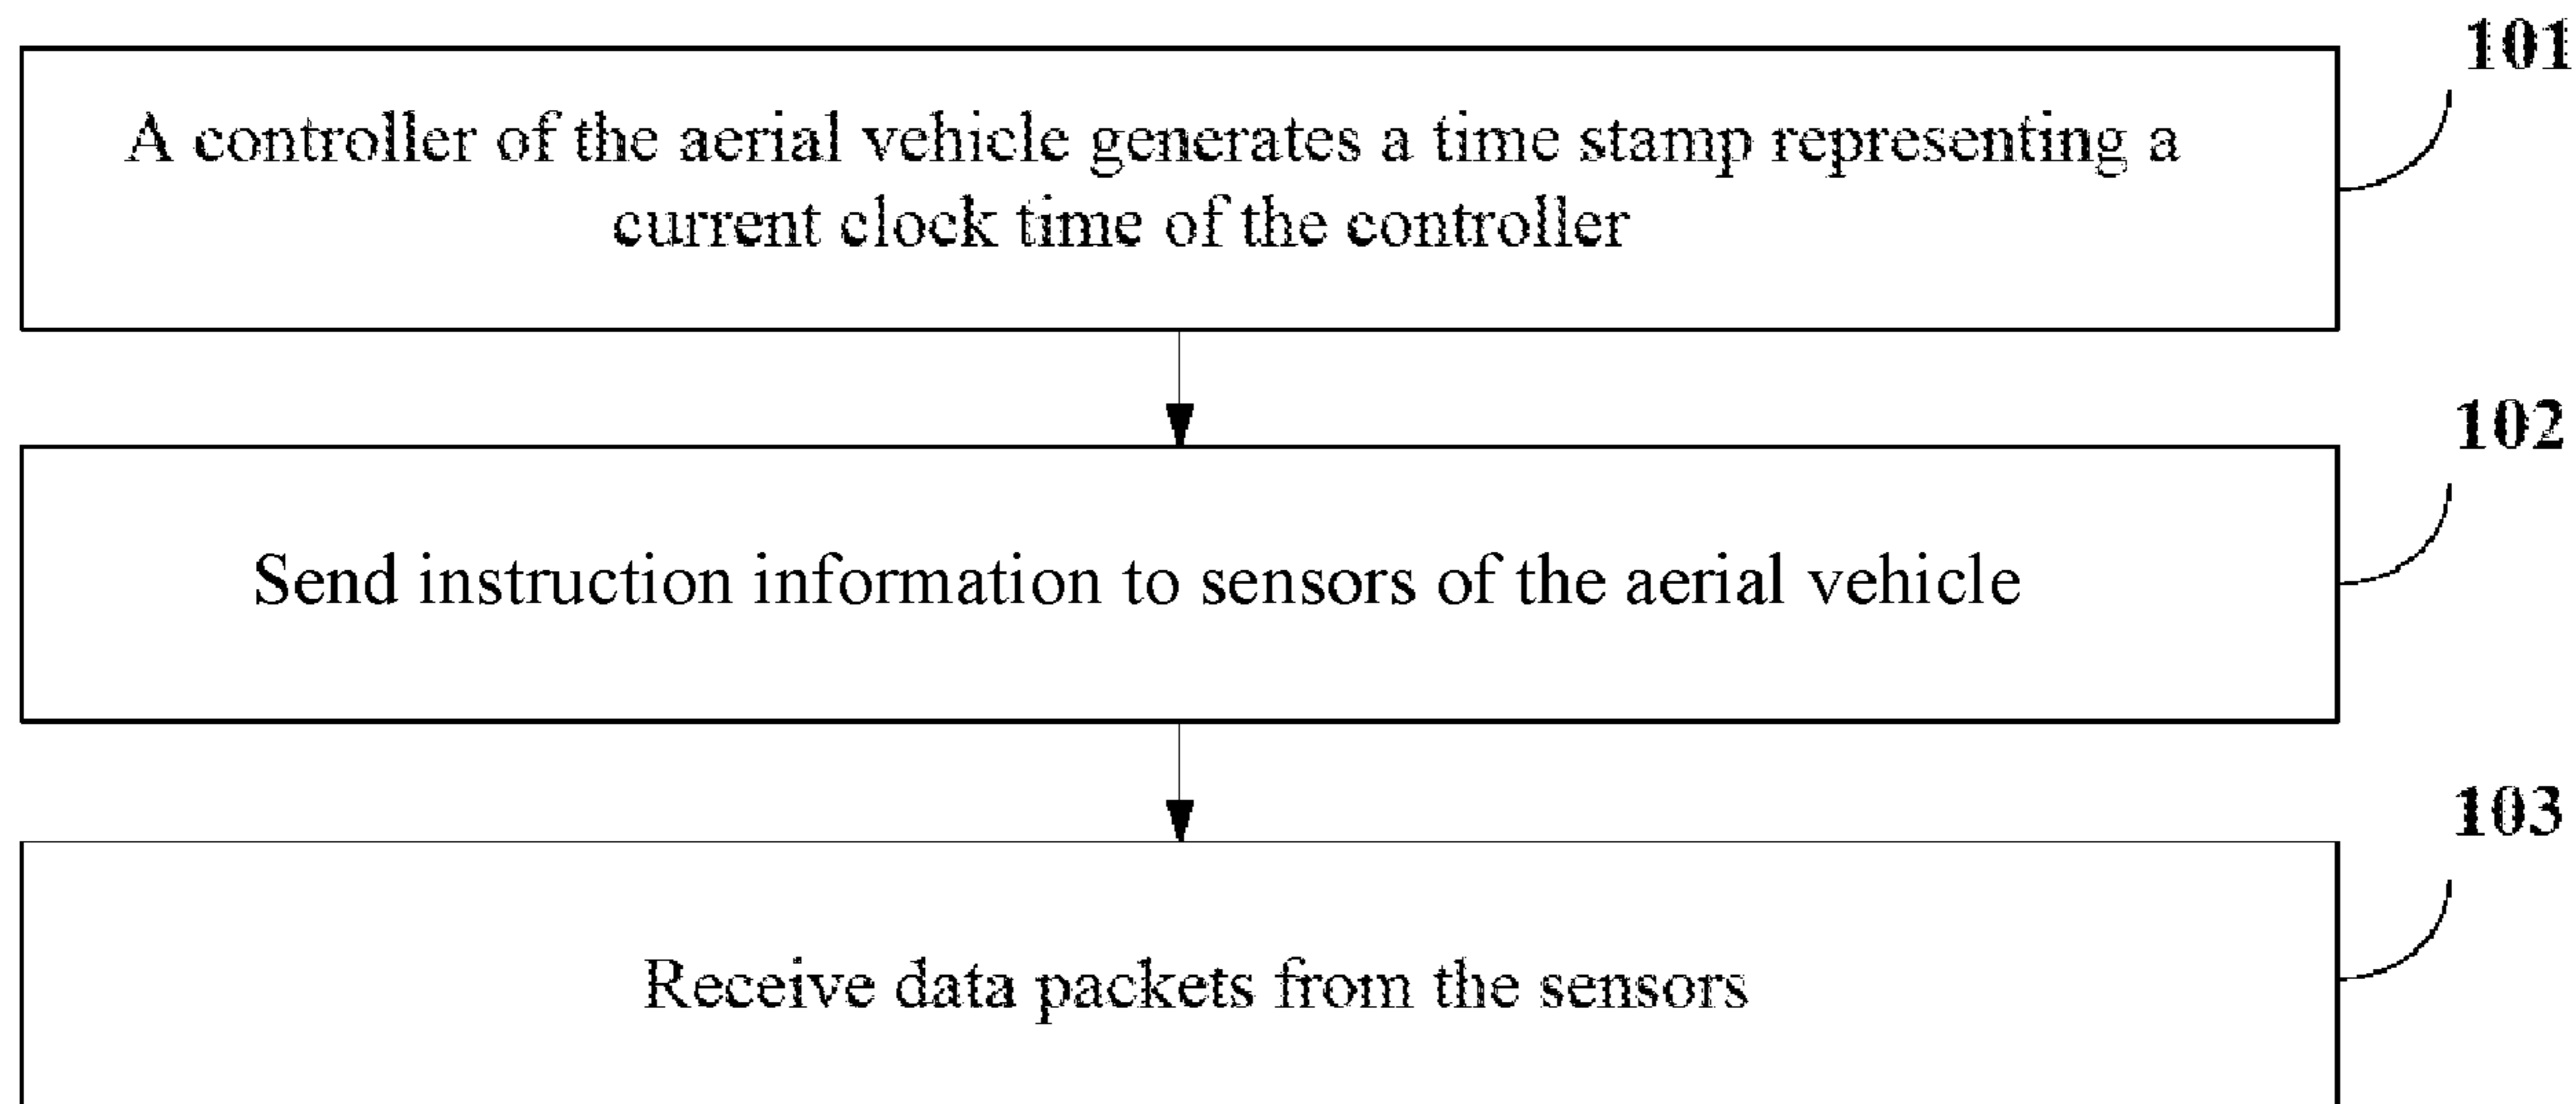 101
A controller of the aerial vehicle generates a time stamp representing a
current clock time of the controller
102
Send instruction information to sensors of the aerial vehicle
103
Receive data packets from the sensors